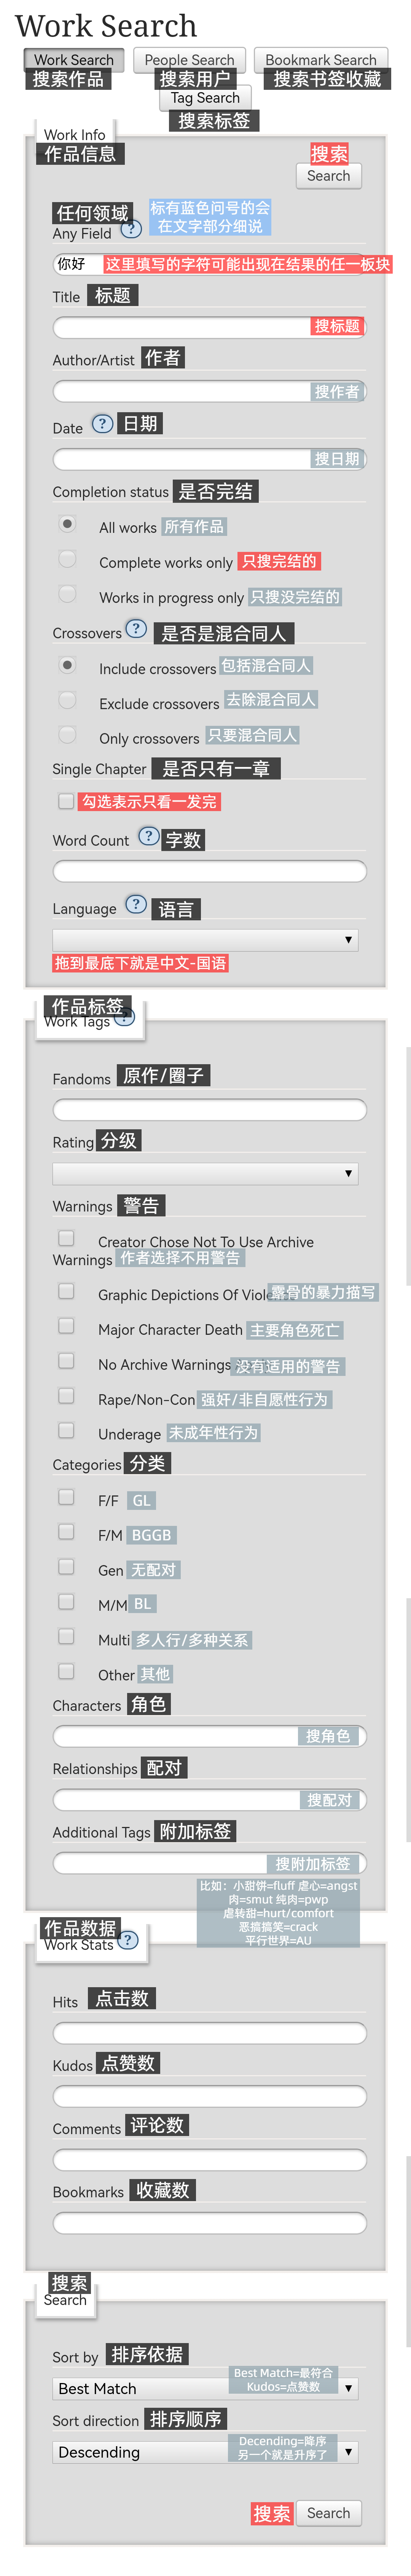 Work Search
Work Search
People Search
Bookmark Search
搜索作品
搜索用户
搜索书签收藏
Tag Search
搜索标签
Work Info
作品信息
搜索
Search
任何领域
标有蓝色问号的会
在文字部分细说
Any Field ?
你好
这里填写的字符可能出现在结果的任一板块
Title 标题
搜标题
Author/Artist 作者
搜作者
Date ? 日期
搜日期
Completion status 是否完结
All works 所有作品
Complete works only 只搜完结的
Works in progress only 只搜没完结的
Crossovers ? 是否是混合同人
Include crossovers 包括混合同人
Exclude crossovers 去除混合同人
Only crossovers 只要混合同人
Single Chapter 是否只有一章
勾选表示只看一发完
Word Count ? 字数
Language ? 语言
▼
拖到最底下就是中文-国语
作品标签
Work Tags ?
Fandoms 原作/圈子
Rating 分级
▼
Warnings 警告
Creator Chose Not To Use Archive
Warnings 作者选择不用警告
Graphic Depictions Of Viole 露骨的暴力描写
Major Character Death 主要角色死亡
No Archive Warnings 没有适用的警告
Rape/Non-Con 强奸/非自愿性行为
Underage 未成年性行为
Categories 分类
F/F GL
F/M BGGB
Gen 无配对
M/M BL
Multi 多人行/多种关系
Other 其他
Characters 角色
搜角色
Relationships 配对
搜配对
Additional Tags 附加标签
搜附加标签
比如：小甜饼=fluff 虐心=angst
肉=smut 纯肉=pwp
虐转甜=hurt/comfort
恶搞搞笑=crack
平行世界=AU
作品数据
Work Stats ?
Hits 点击数
Kudos 点赞数
Comments 评论数
Bookmarks 收藏数
搜索
Search
Sort by 排序依据
Best Match=最符合
Kudos=点赞数
Best Match ▼
Sort direction 排序顺序
Decending=降序
另一个就是升序了
Descending ▼
搜索 Search